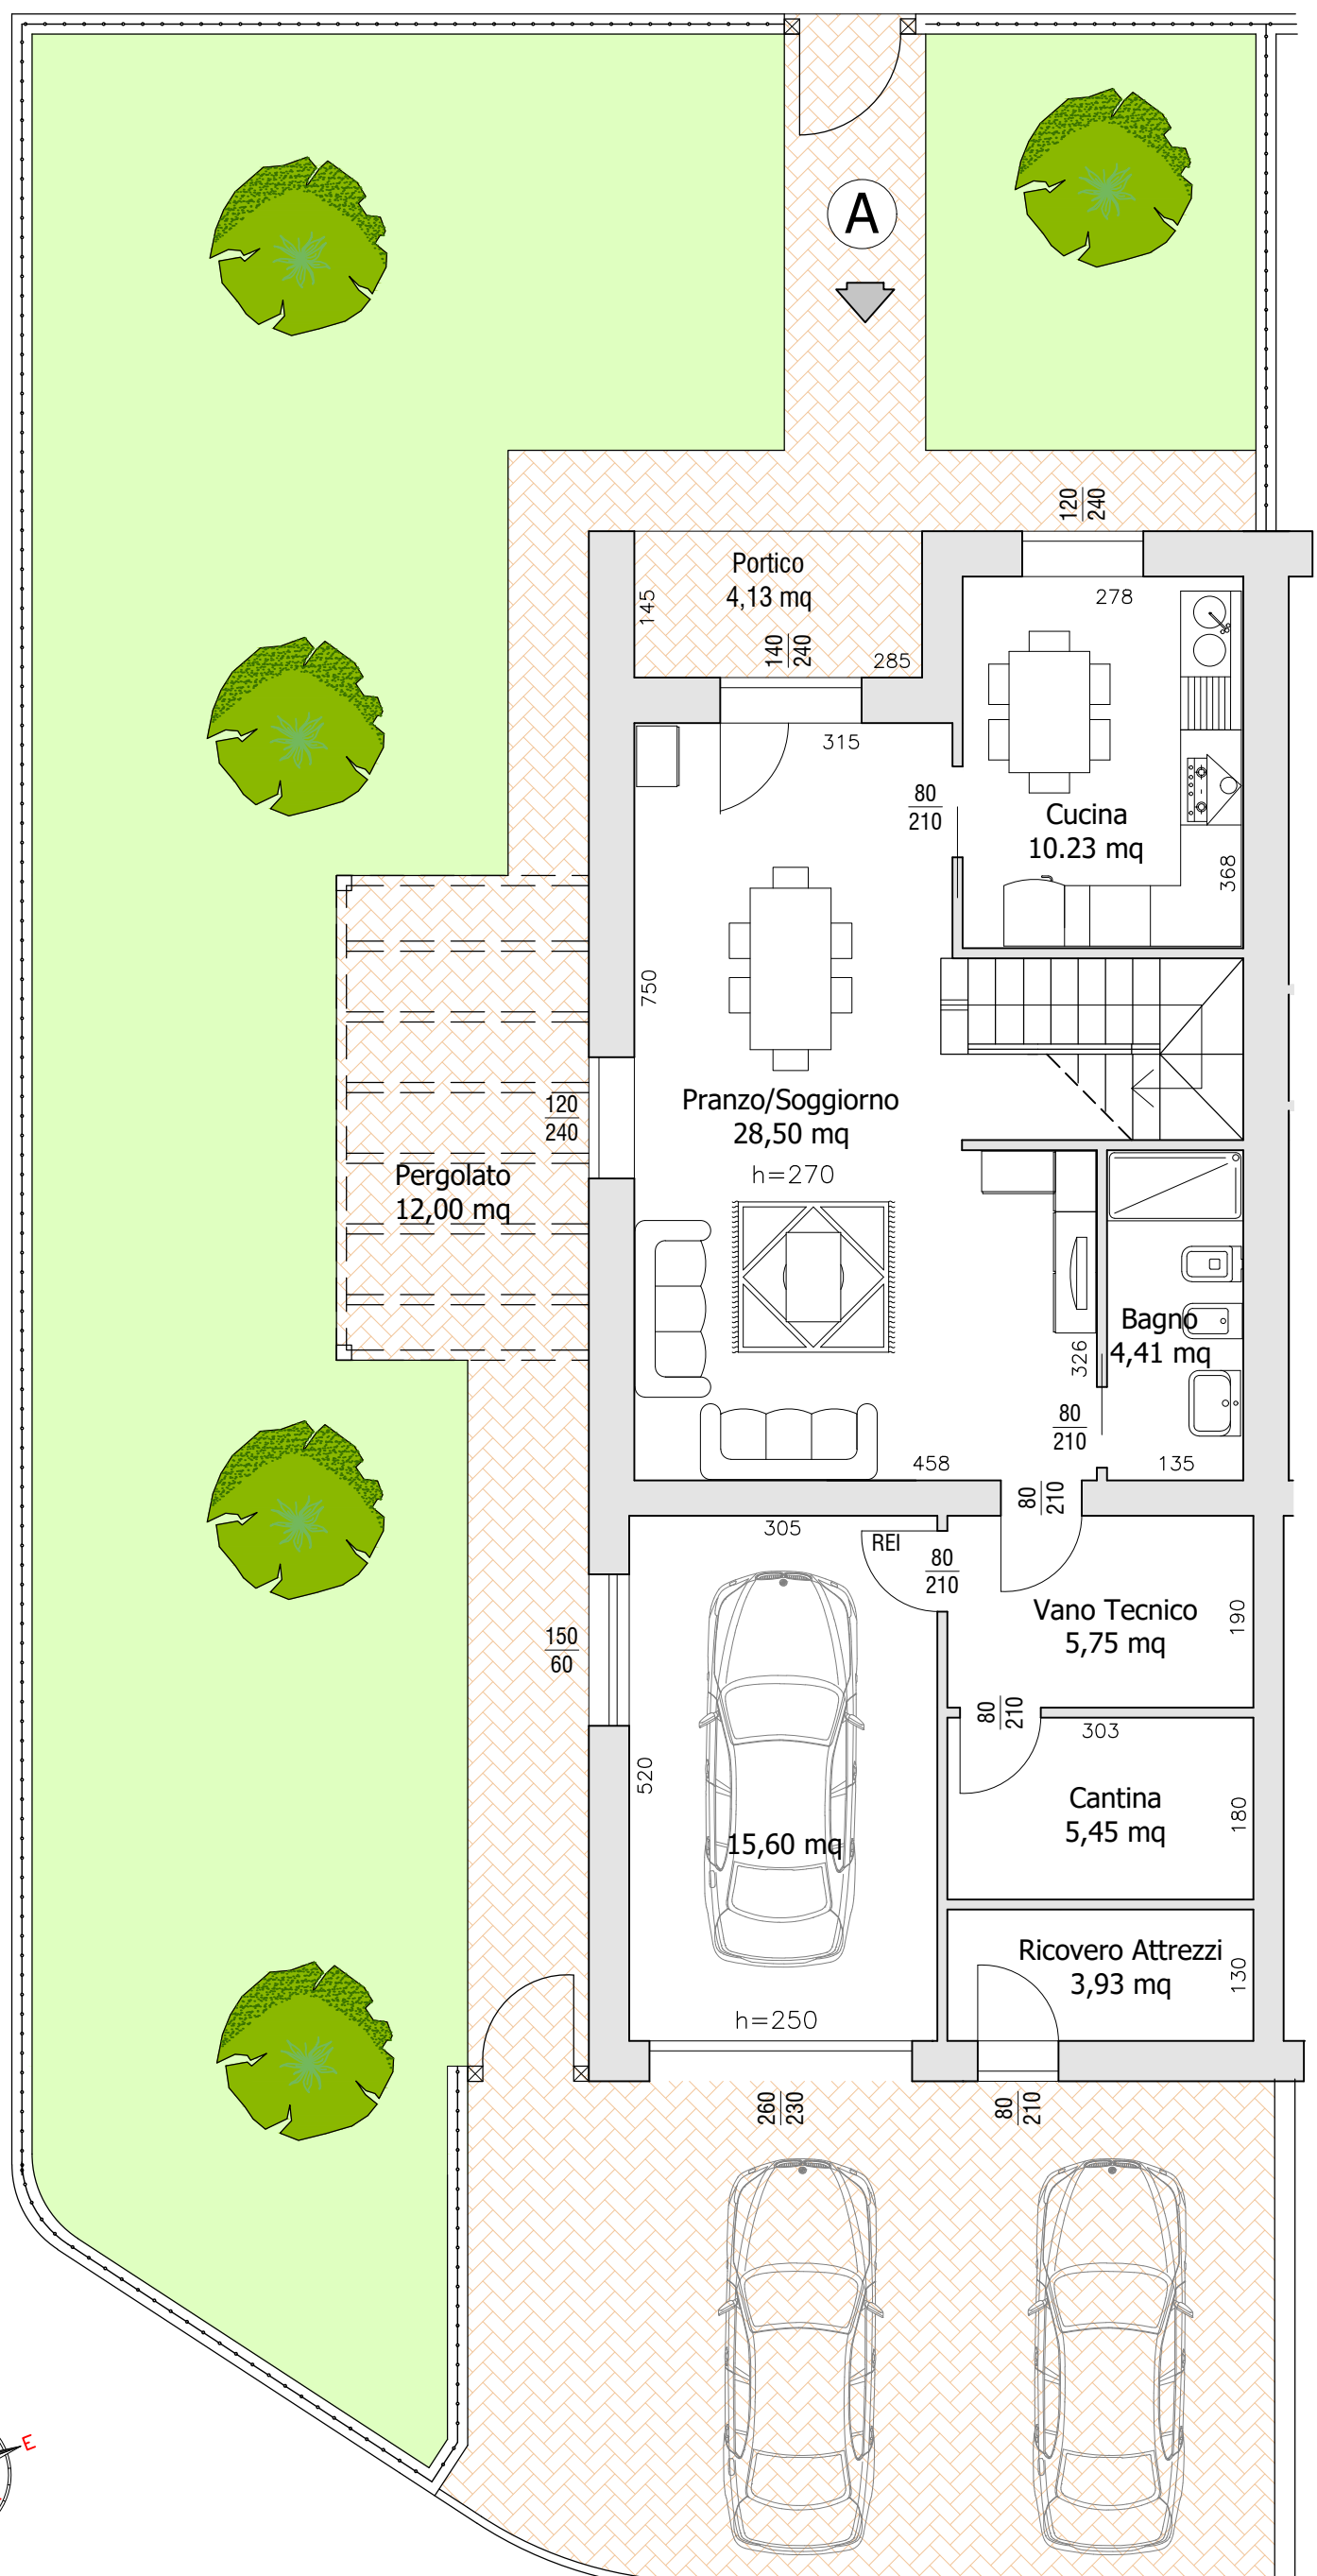 A
120
240
Portico
4,13 mq
145
140
240
285
278
315
80
210
Cucina
10.23 mq
368
750
Pranzo/Soggiorno
28,50 mq
h=270
120
240
Pergolato
12,00 mq
Bagno
4,41 mq
326
80
210
458
135
80
210
305
REI
80
210
Vano Tecnico
5,75 mq
190
150
60
80
210
303
520
Cantina
5,45 mq
180
15,60 mq
Ricovero Attrezzi
3,93 mq
130
h=250
260
230
80
210
E